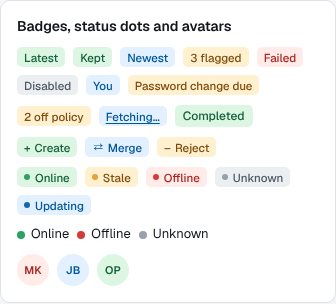 Badges, status dots and avatars
Latest Kept Newest 3 flagged Failed
Disabled You Password change due
2 off policy Fetching... Completed
+ Create ⇄ Merge – Reject
Online Stale Offline Unknown
Updating
Online Offline Unknown
MK JB OP